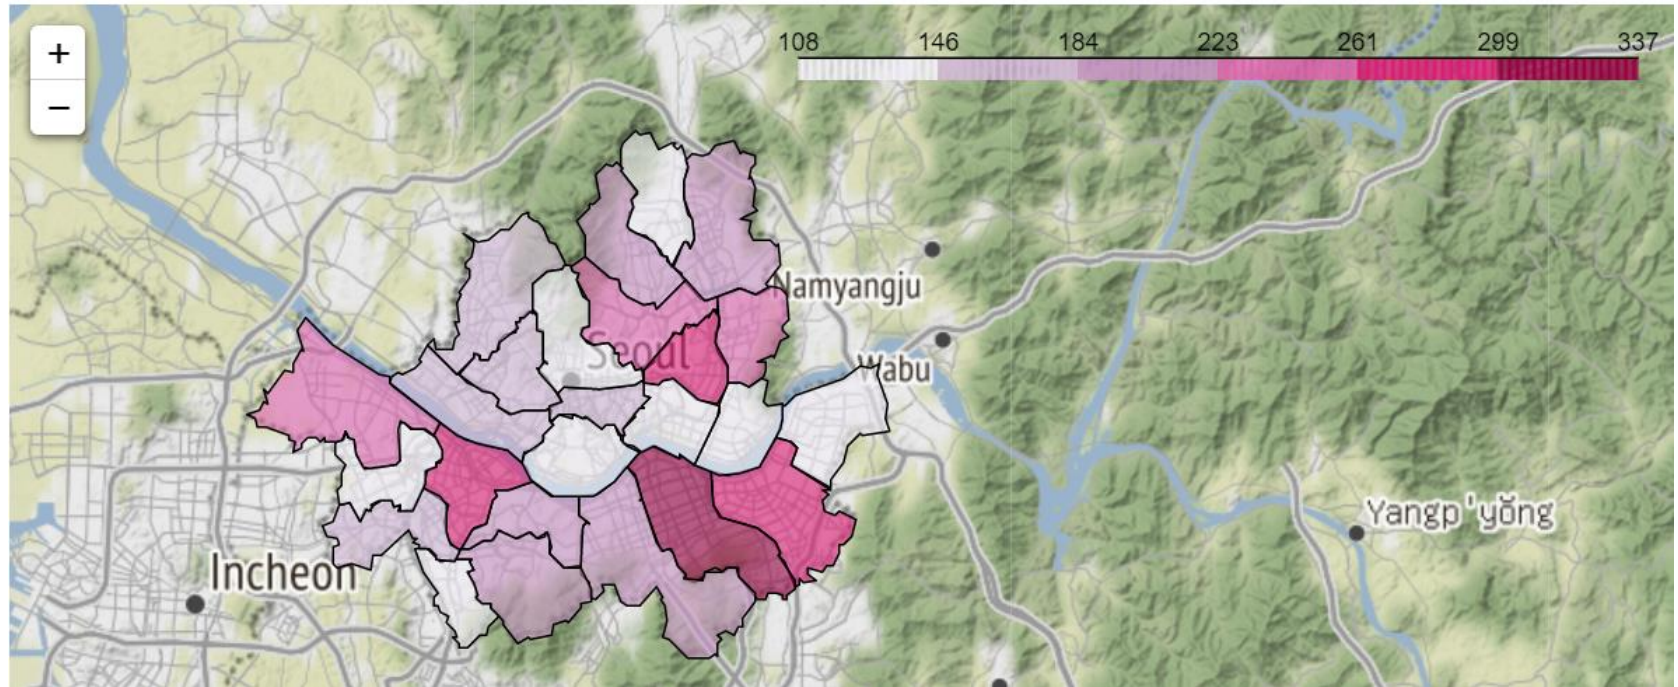 +
−
108 146 184 223 261 299 337
Namyangju
Seoul
Wabu
Yangp'yŏng
Incheon